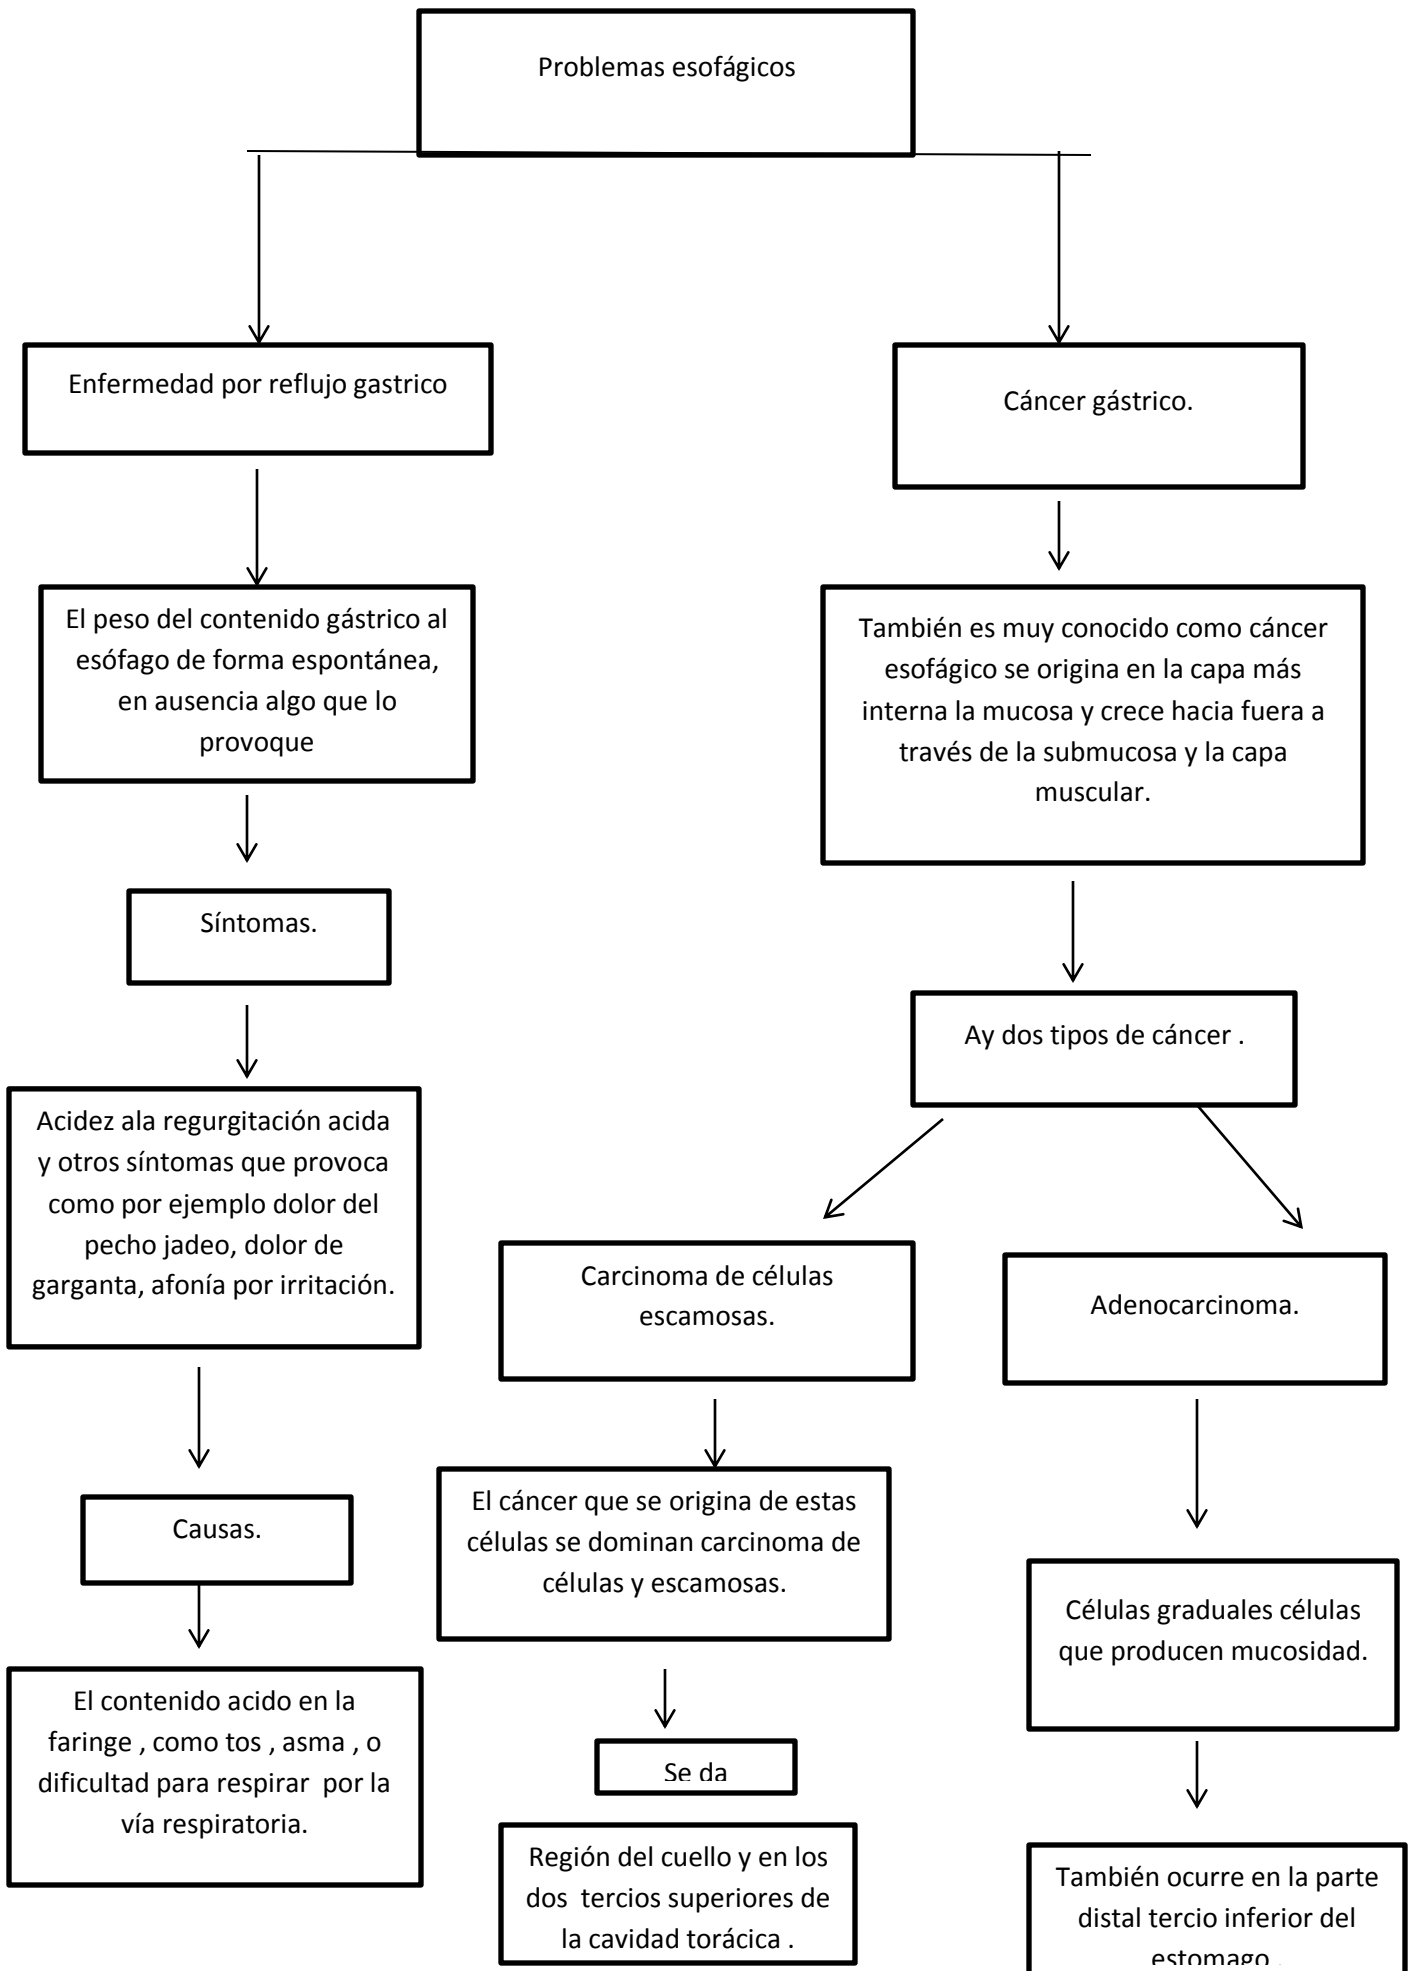 Problemas esofágicos
Enfermedad por reflujo gastrico
Cáncer gástrico.
El peso del contenido gástrico al
esófago de forma espontánea,
en ausencia algo que lo
provoque
También es muy conocido como cáncer
esofágico se origina en la capa más
interna la mucosa y crece hacia fuera a
través de la submucosa y la capa
muscular.
Síntomas.
Ay dos tipos de cáncer .
Acidez ala regurgitación acida
y otros síntomas que provoca
como por ejemplo dolor del
pecho jadeo, dolor de
garganta, afonía por irritación.
Carcinoma de células
escamosas.
Adenocarcinoma.
Causas.
El cáncer que se origina de estas
células se dominan carcinoma de
células y escamosas.
Células graduales células
que producen mucosidad.
El contenido acido en la
faringe , como tos , asma , o
dificultad para respirar  por la
vía respiratoria.
Se da
Región del cuello y en los
dos  tercios superiores de
la cavidad torácica .
También ocurre en la parte
distal tercio inferior del
estomago .